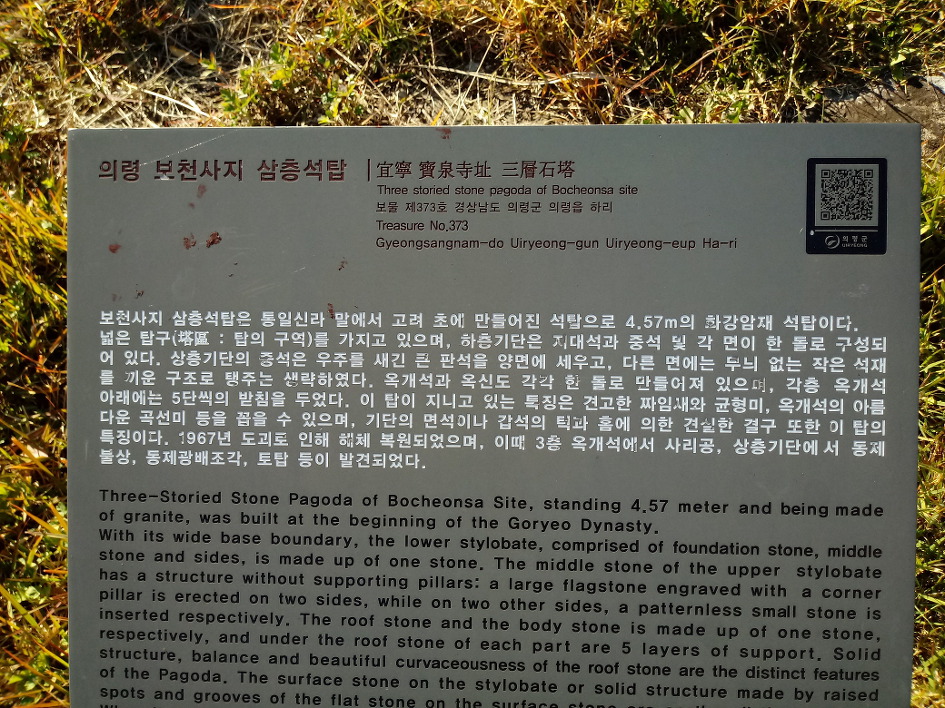 의령 보천사지 삼층석탑
宜寧 寶泉寺址 三層石塔
Three storied stone pagoda of Bocheonsa site
보물 제373호 경상남도 의령군 의령읍 하리
Treasure No,373
Gyeongsangnam-do Uiryeong-gun Uiryeong-eup Ha-ri
의령군
UIRYEONG
보천사지 삼층석탑은 통일신라 말에서 고려 초에 만들어진 석탑으로 4.57m의 화강암재 석탑이다.
넓은 탑구(塔區 : 탑의 구역)를 가지고 있으며, 하층기단은 지대석과 중석 및 각 면이 한 돌로 구성되
어 있다. 상층기단의 중석은 우주를 새긴 큰 판석을 양면에 세우고, 다른 면에는 무늬 없는 작은 석재
를 끼운 구조로 탱주는 생략하였다. 옥개석과 옥신도 각각 한 돌로 만들어져 있으며, 각층 옥개석
아래에는 5단씩의 받침을 두었다. 이 탑이 지니고 있는 특징은 견고한 짜임새와 균형미, 옥개석의 아름
다운 곡선미 등을 꼽을 수 있으며, 기단의 면석이나 갑석의 턱과 홈에 의한 견실한 결구 또한 이 탑의
특징이다. 1967년 도괴로 인해 해체 복원되었으며, 이때 3층 옥개석에서 사리공, 상층기단에서 동제
불상, 동제광배조각, 토탑 등이 발견되었다.
Three-Storied Stone Pagoda of Bocheonsa Site, standing 4.57 meter and being made
of granite, was built at the beginning of the Goryeo Dynasty.
With its wide base boundary, the lower stylobate, comprised of foundation stone, middle
stone and sides, is made up of one stone. The middle stone of the upper stylobate
has a structure without supporting pillars: a large flagstone engraved with a corner
pillar is erected on two sides, while on two other sides, a patternless small stone is
inserted respectively. The roof stone and the body stone is made up of one stone,
respectively, and under the roof stone of each part are 5 layers of support. Solid
structure, balance and beautiful curvaceousness of the roof stone are the distinct features
of the Pagoda. The surface stone on the stylobate or solid structure made by raised
spots and grooves of the flat stone on the surface stone are